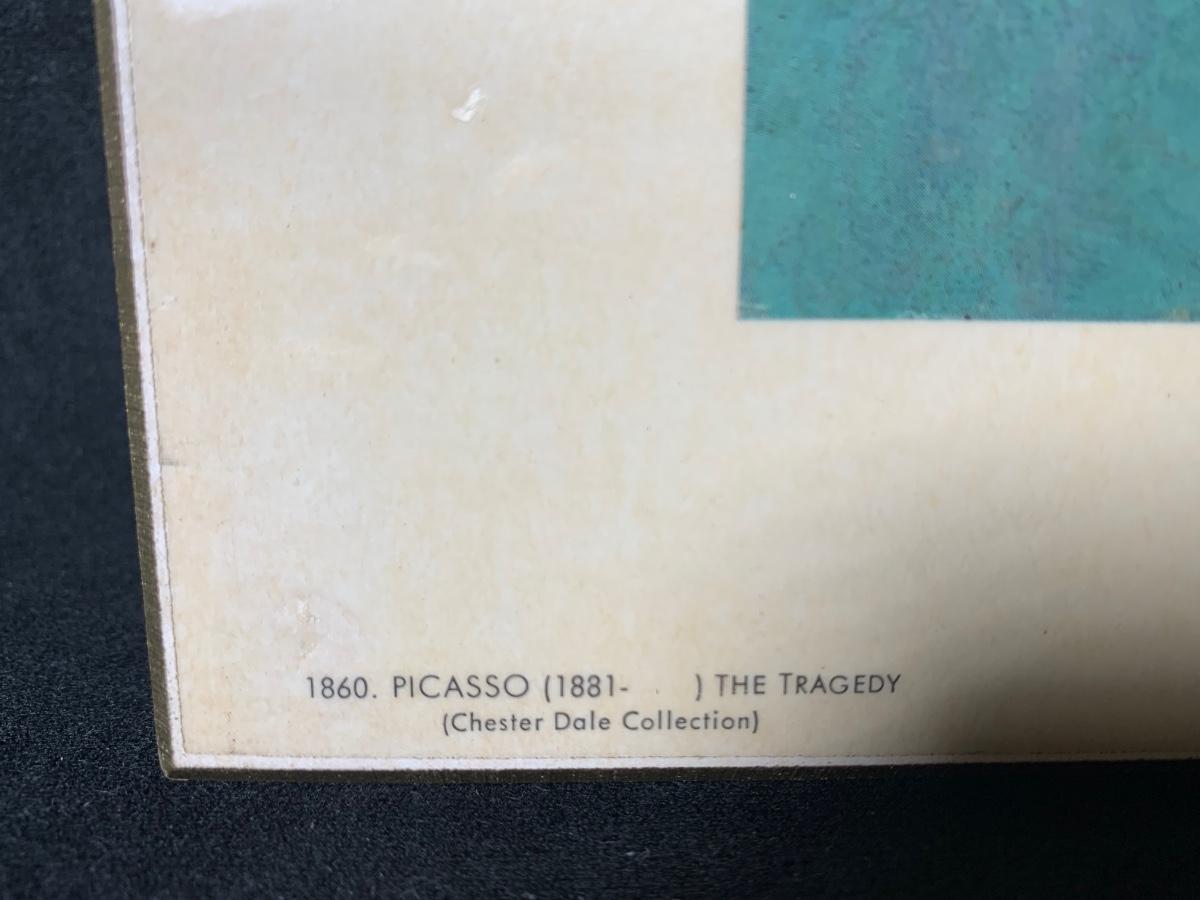 1860. PICASSO (1881-     ) THE TRAGEDY
(Chester Dale Collection)